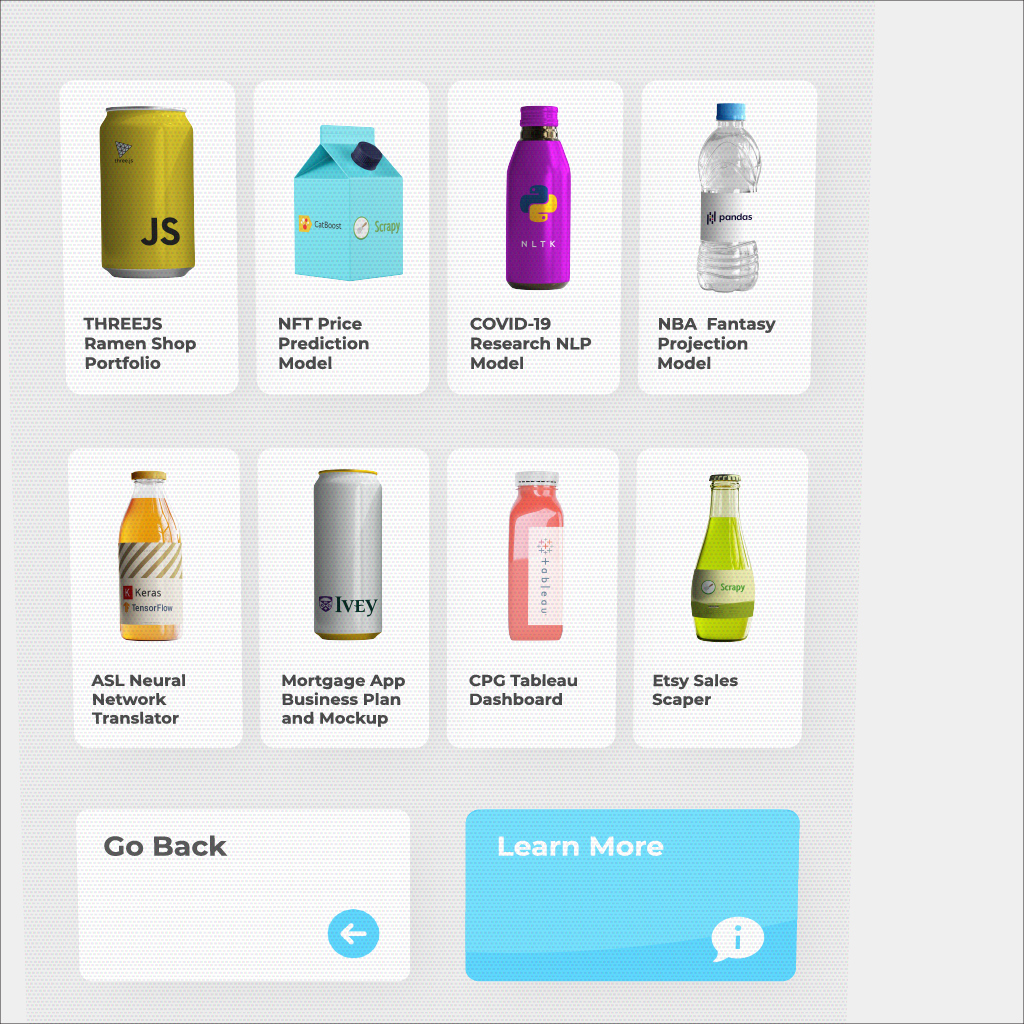 threejs
JS
CatBoost
Scrapy
NLTK
pandas
THREEJS
Ramen Shop
Portfolio
NFT Price
Prediction
Model
COVID-19
Research NLP
Model
NBA  Fantasy
Projection
Model
K Keras
TensorFlow
IVEY
tableau
Scrapy
ASL Neural
Network
Translator
Mortgage App
Business Plan
and Mockup
CPG Tableau
Dashboard
Etsy Sales
Scaper
Go Back
Learn More
i